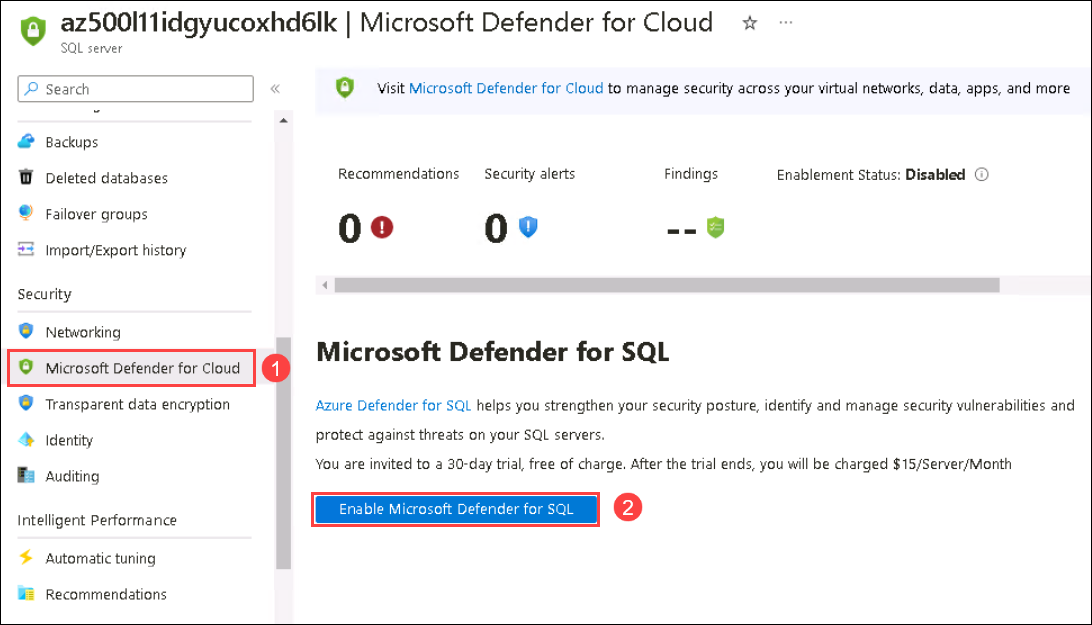 az500l11idgyucoxhd6lk | Microsoft Defender for Cloud
SQL server
Search
Visit Microsoft Defender for Cloud to manage security across your virtual networks, data, apps, and more
Backups
Deleted databases
Failover groups
Import/Export history
Security
Networking
Microsoft Defender for Cloud
1
Transparent data encryption
Identity
Auditing
Intelligent Performance
Automatic tuning
Recommendations
Recommendations
Security alerts
Findings
Enablement Status: Disabled
0
0
--
Microsoft Defender for SQL
Azure Defender for SQL helps you strengthen your security posture, identify and manage security vulnerabilities and
protect against threats on your SQL servers.
You are invited to a 30-day trial, free of charge. After the trial ends, you will be charged $15/Server/Month
Enable Microsoft Defender for SQL
2